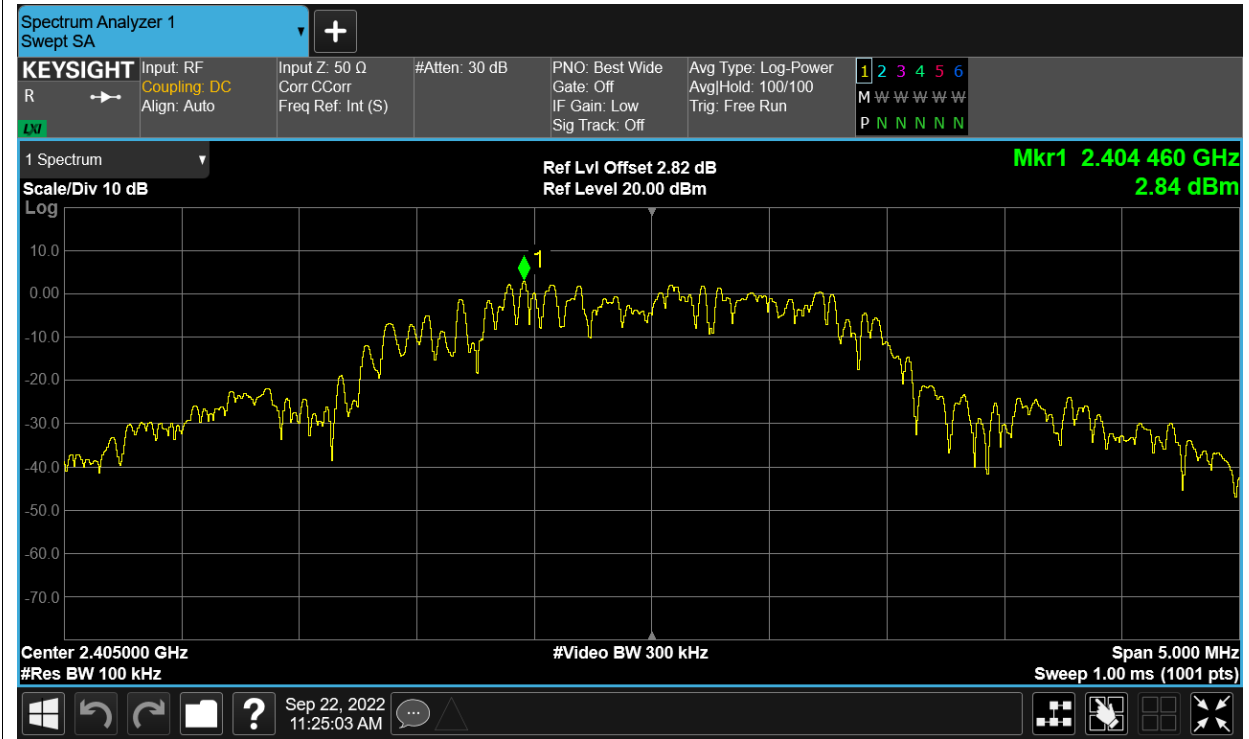 Spectrum Analyzer 1
Swept SA
+
KEYSIGHT
R
LXI
Input: RF
Coupling: DC
Align: Auto
Input Z: 50 Ω
Corr CCorr
Freq Ref: Int (S)
#Atten: 30 dB
PNO: Best Wide
Gate: Off
IF Gain: Low
Sig Track: Off
Avg Type: Log-Power
Avg|Hold: 100/100
Trig: Free Run
1 2 3 4 5 6
M W W W W W
P N N N N N
1 Spectrum
Scale/Div 10 dB
Log
Ref Lvl Offset 2.82 dB
Ref Level 20.00 dBm
Mkr1 2.404 460 GHz
2.84 dBm
1
10.0
0.00
-10.0
-20.0
-30.0
-40.0
-50.0
-60.0
-70.0
Center 2.405000 GHz
#Video BW 300 kHz
Span 5.000 MHz
#Res BW 100 kHz
Sweep 1.00 ms (1001 pts)
?
Sep 22, 2022
11:25:03 AM